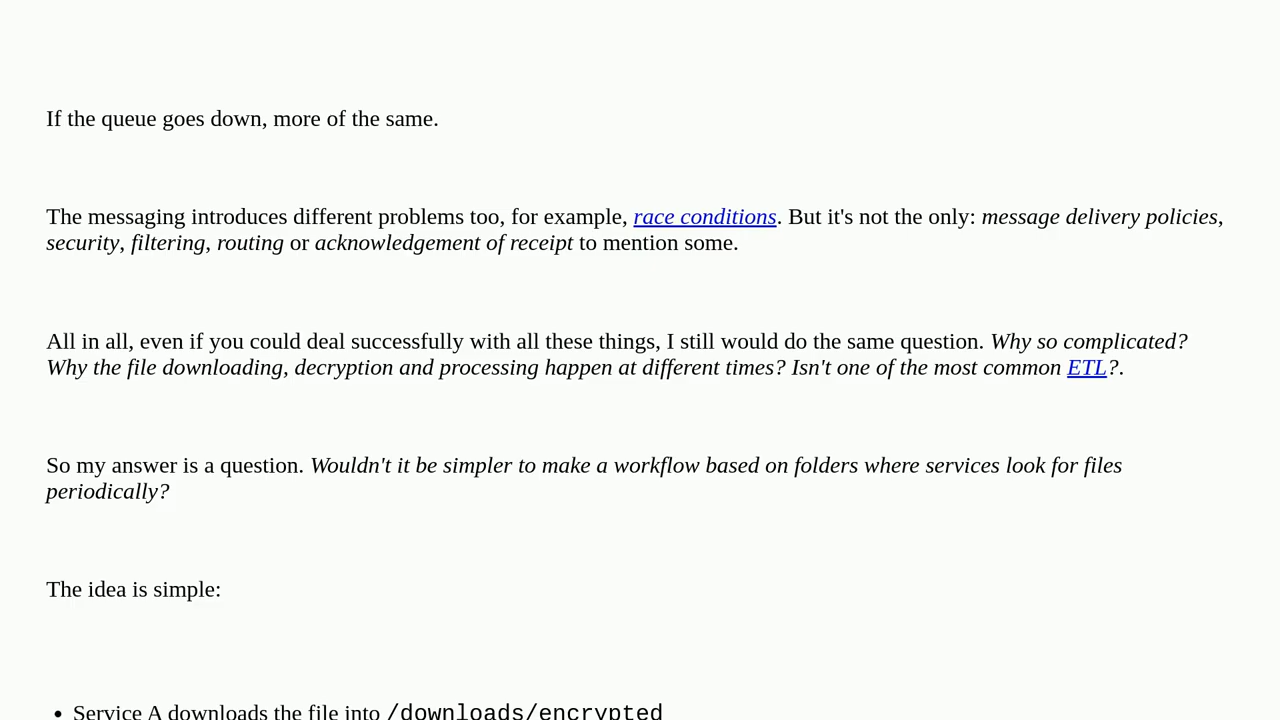 If the queue goes down, more of the same.
The messaging introduces different problems too, for example, race conditions. But it's not the only: message delivery policies,
security, filtering, routing or acknowledgement of receipt to mention some.
All in all, even if you could deal successfully with all these things, I still would do the same question. Why so complicated?
Why the file downloading, decryption and processing happen at different times? Isn't one of the most common ETL?.
So my answer is a question. Wouldn't it be simpler to make a workflow based on folders where services look for files
periodically?
The idea is simple:
• Service A downloads the file into /downloads/encrypted